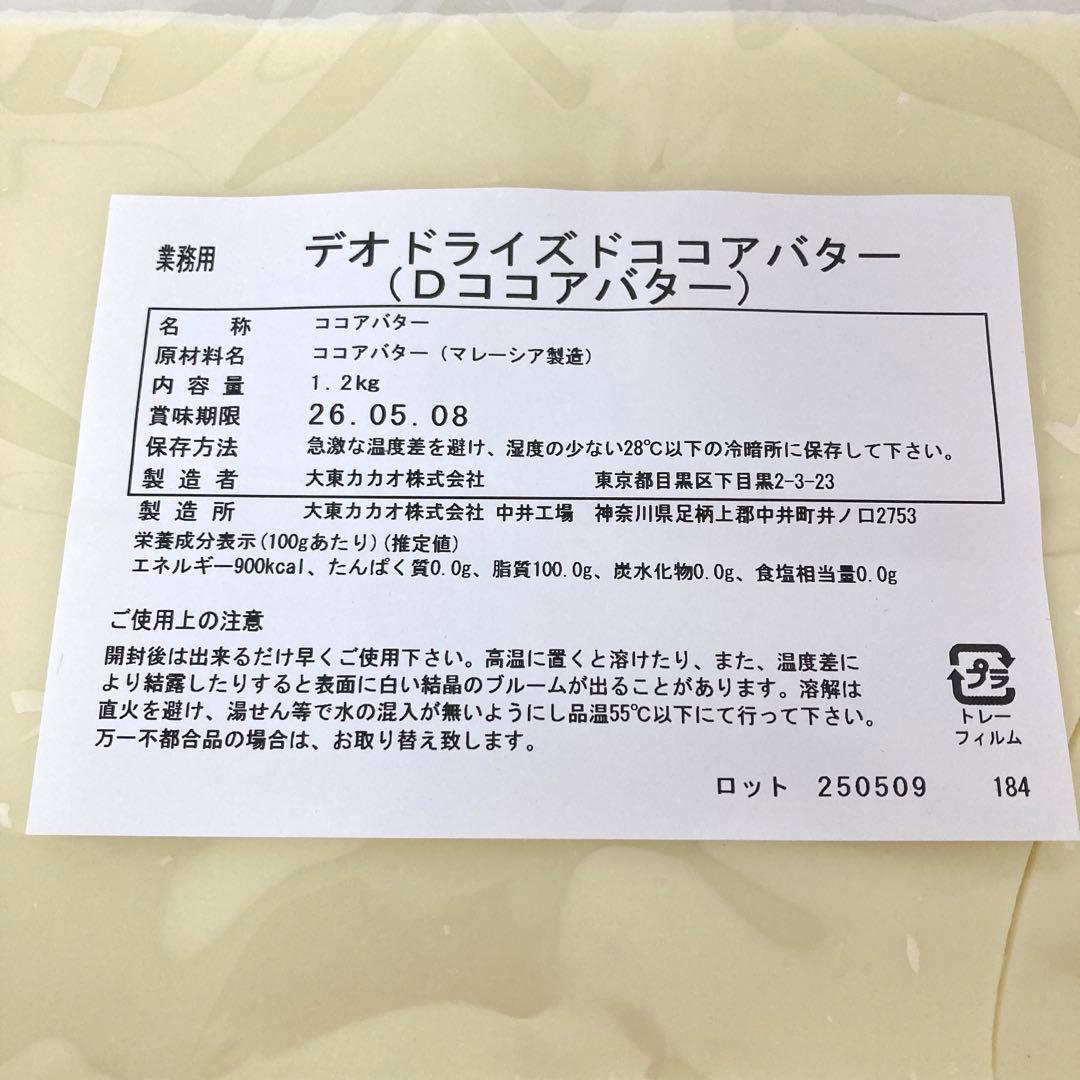 業務用 デオドライズドココアバター
（Dココアバター）
名称 ココアバター
原材料名 ココアバター（マレーシア製造）
内容量 1.2kg
賞味期限 26.05.08
保存方法 急激な温度差を避け、湿度の少ない28℃以下の冷暗所に保存して下さい。
製造者 大東カカオ株式会社 東京都目黒区下目黒2-3-23
製造所 大東カカオ株式会社 中井工場 神奈川県足柄上郡中井町井ノ口2753
栄養成分表示(100gあたり)(推定値)
エネルギー900kcal、たんぱく質0.0g、脂質100.0g、炭水化物0.0g、食塩相当量0.0g
ご使用上の注意
開封後は出来るだけ早くご使用下さい。高温に置くと溶けたり、また、温度差に
より結露したりすると表面に白い結晶のブルームが出ることがあります。溶解は
直火を避け、湯せん等で水の混入が無いようにし品温55℃以下にて行って下さい。
万一不都合品の場合は、お取り替え致します。
プラ
トレー
フィルム
ロット 250509 184